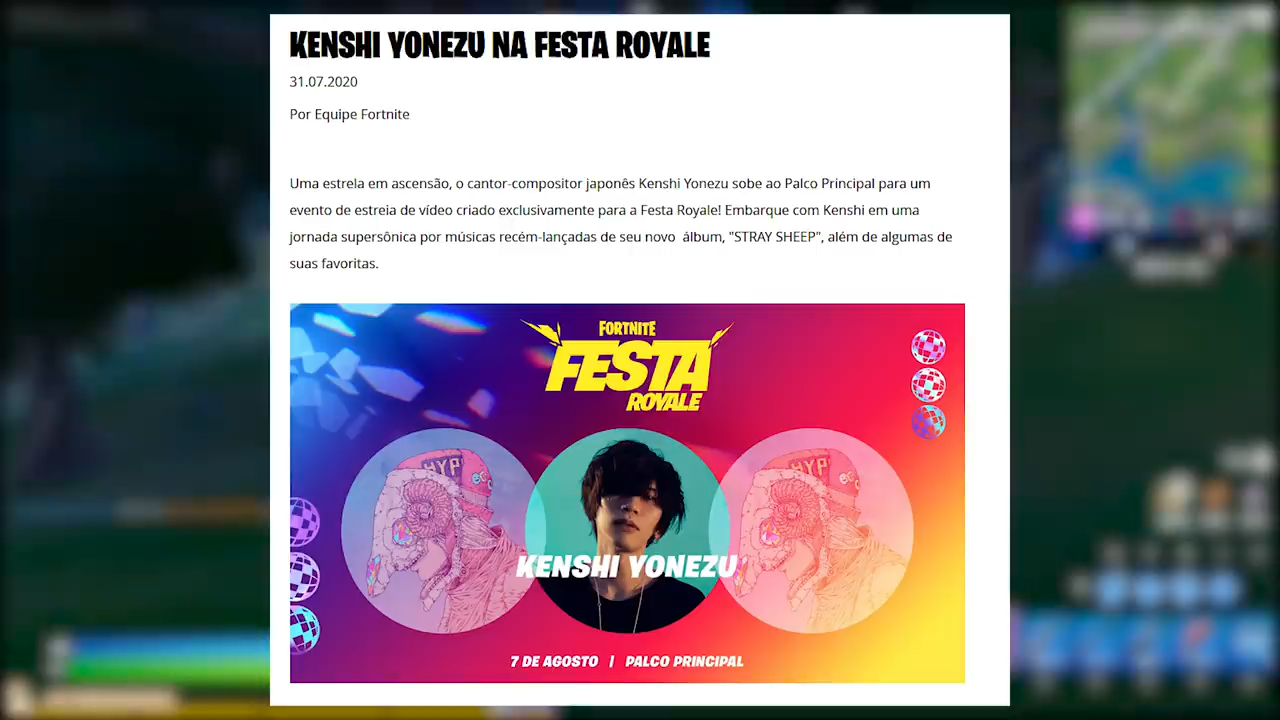 KENSHI YONEZU NA FESTA ROYALE
31.07.2020
Por Equipe Fortnite
Uma estrela em ascensão, o cantor-compositor japonês Kenshi Yonezu sobe ao Palco Principal para um
evento de estreia de vídeo criado exclusivamente para a Festa Royale! Embarque com Kenshi em uma
jornada supersônica por músicas recém-lançadas de seu novo álbum, "STRAY SHEEP", além de algumas de
suas favoritas.
FORTNITE
FESTA
ROYALE
HYP
HYP
KENSHI YONEZU
7 DE AGOSTO | PALCO PRINCIPAL